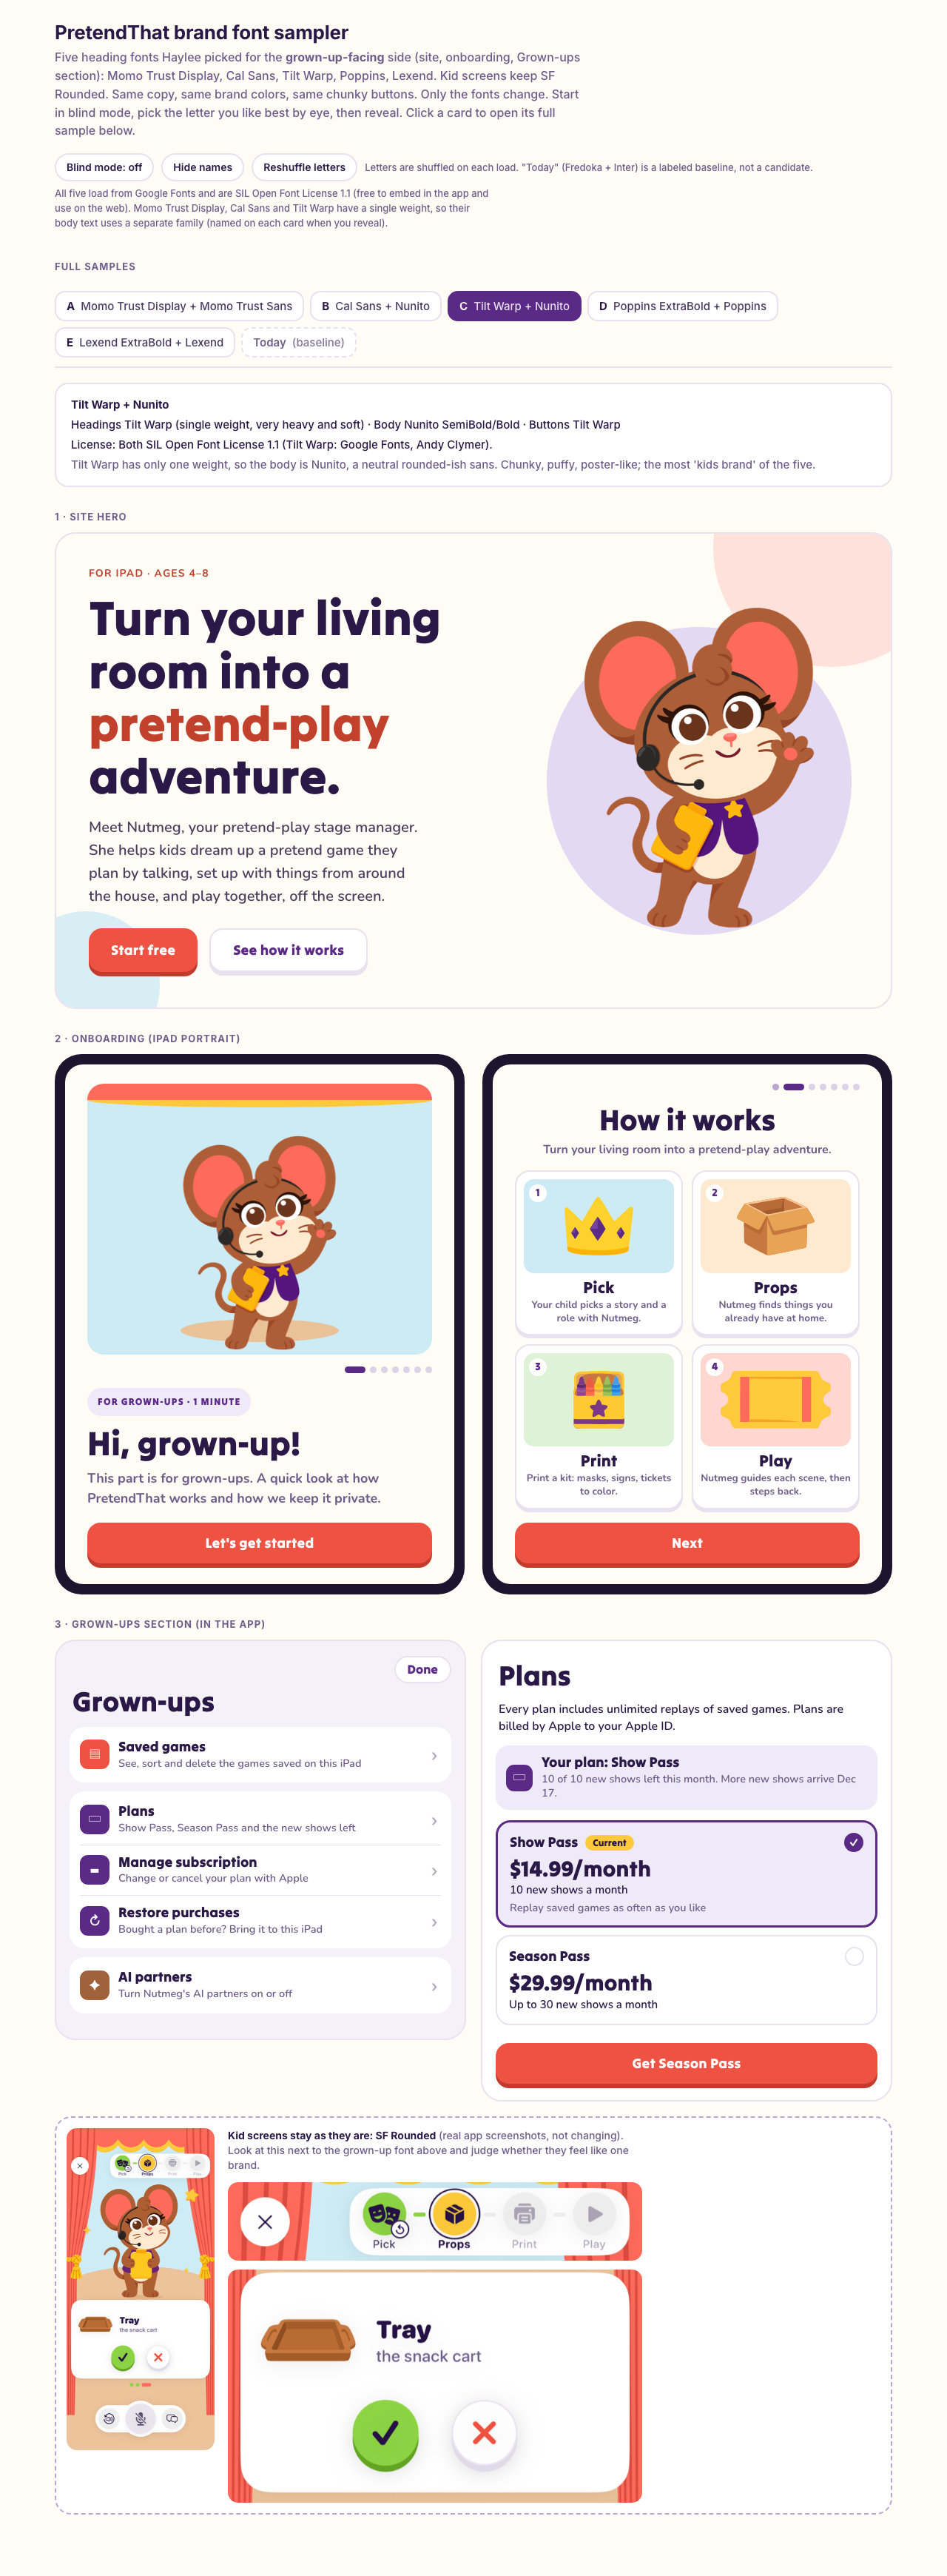 PretendThat brand font sampler
Five heading fonts Haylee picked for the grown-up-facing side (site, onboarding, Grown-ups
section): Momo Trust Display, Cal Sans, Tilt Warp, Poppins, Lexend. Kid screens keep SF
Rounded. Same copy, same brand colors, same chunky buttons. Only the fonts change. Start
in blind mode, pick the letter you like best by eye, then reveal. Click a card to open its full
sample below.
Blind mode: off
Hide names
Reshuffle letters
Letters are shuffled on each load. "Today" (Fredoka + Inter) is a labeled baseline, not a candidate.
All five load from Google Fonts and are SIL Open Font License 1.1 (free to embed in the app and
use on the web). Momo Trust Display, Cal Sans and Tilt Warp have a single weight, so their
body text uses a separate family (named on each card when you reveal).
FULL SAMPLES
A Momo Trust Display + Momo Trust Sans
B Cal Sans + Nunito
C Tilt Warp + Nunito
D Poppins ExtraBold + Poppins
E Lexend ExtraBold + Lexend
Today (baseline)
Tilt Warp + Nunito
Headings Tilt Warp (single weight, very heavy and soft) · Body Nunito SemiBold/Bold · Buttons Tilt Warp
License: Both SIL Open Font License 1.1 (Tilt Warp: Google Fonts, Andy Clymer).
Tilt Warp has only one weight, so the body is Nunito, a neutral rounded-ish sans. Chunky, puffy, poster-like; the most 'kids brand' of the five.
1 · SITE HERO
FOR IPAD · AGES 4–8
Turn your living
room into a
pretend-play
adventure.
Meet Nutmeg, your pretend-play stage manager.
She helps kids dream up a pretend game they
plan by talking, set up with things from around
the house, and play together, off the screen.
Start free
See how it works
2 · ONBOARDING (IPAD PORTRAIT)
FOR GROWN-UPS · 1 MINUTE
Hi, grown-up!
This part is for grown-ups. A quick look at how
PretendThat works and how we keep it private.
Let's get started
How it works
Turn your living room into a pretend-play adventure.
1
Pick
Your child picks a story and a
role with Nutmeg.
2
Props
Nutmeg finds things you
already have at home.
3
Print
Print a kit: masks, signs, tickets
to color.
4
Play
Nutmeg guides each scene, then
steps back.
Next
3 · GROWN-UPS SECTION (IN THE APP)
Done
Grown-ups
Saved games
See, sort and delete the games saved on this iPad
Plans
Show Pass, Season Pass and the new shows left
Manage subscription
Change or cancel your plan with Apple
Restore purchases
Bought a plan before? Bring it to this iPad
AI partners
Turn Nutmeg's AI partners on or off
Plans
Every plan includes unlimited replays of saved games. Plans are
billed by Apple to your Apple ID.
Your plan: Show Pass
10 of 10 new shows left this month. More new shows arrive Dec
17.
Show Pass Current
$14.99/month
10 new shows a month
Replay saved games as often as you like
Season Pass
$29.99/month
Up to 30 new shows a month
Get Season Pass
Pick Props Print Play
Tray
the snack cart
Kid screens stay as they are: SF Rounded (real app screenshots, not changing).
Look at this next to the grown-up font above and judge whether they feel like one
brand.
Pick Props Print Play
Tray
the snack cart